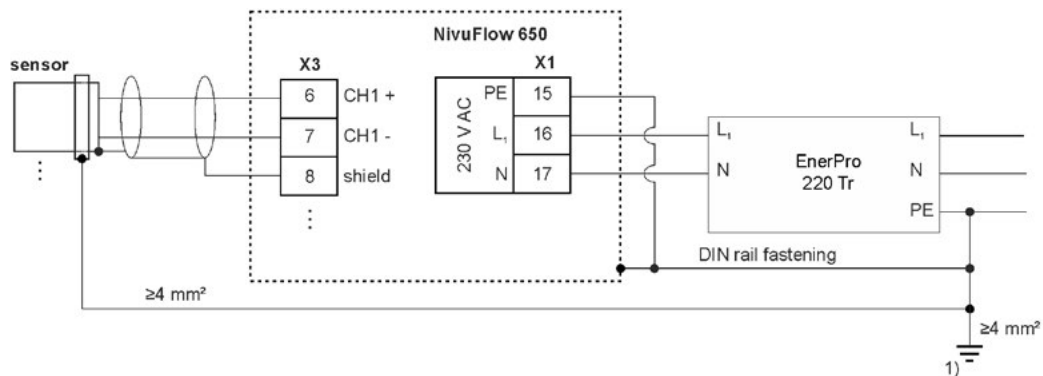 NivuFlow 650
sensor
X3
X1
6 CH1 +
7 CH1 -
8 shield
⋮
⋮
230 V AC
PE 15
L₁ 16
N 17
L₁ L₁
EnerPro
220 Tr
N N
PE
DIN rail fastening
≥4 mm²
≥4 mm²
1)